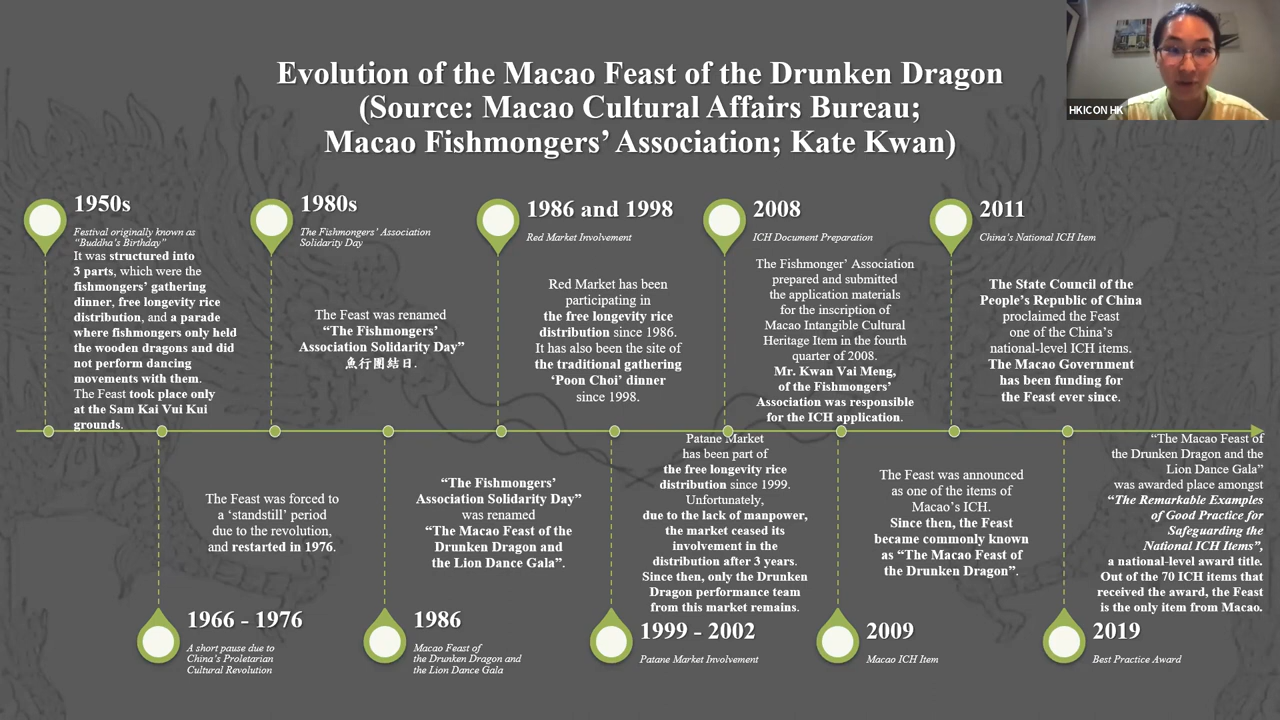 Evolution of the Macao Feast of the Drunken Dragon
(Source: Macao Cultural Affairs Bureau;
Macao Fishmongers’ Association; Kate Kwan)
HKICON HK
1950s
Festival originally known as
“Buddha’s Birthday”
It was structured into
3 parts, which were the
fishmongers’ gathering
dinner, free longevity rice
distribution, and a parade
where fishmongers only held
the wooden dragons and did
not perform dancing
movements with them.
The Feast took place only
at the Sam Kai Vui Kui
grounds.
1980s
The Fishmongers’ Association
Solidarity Day
The Feast was renamed
“The Fishmongers’
Association Solidarity Day”
魚行團結日.
1986 and 1998
Red Market Involvement
Red Market has been
participating in
the free longevity rice
distribution since 1986.
It has also been the site of
the traditional gathering
‘Poon Choi’ dinner
since 1998.
2008
ICH Document Preparation
The Fishmonger’ Association
prepared and submitted
the application materials
for the inscription of
Macao Intangible Cultural
Heritage Item in the fourth
quarter of 2008.
Mr. Kwan Vai Meng,
of the Fishmongers’
Association was responsible
for the ICH application.
2011
China’s National ICH Item
The State Council of the
People’s Republic of China
proclaimed the Feast
one of the China’s
national-level ICH items.
The Macao Government
has been funding for
the Feast ever since.
The Feast was forced to
a ‘standstill’ period
due to the revolution,
and restarted in 1976.
1966 - 1976
A short pause due to
China’s Proletarian
Cultural Revolution
“The Fishmongers’
Association Solidarity Day”
was renamed
“The Macao Feast of the
Drunken Dragon and
the Lion Dance Gala”.
1986
Macao Feast of
the Drunken Dragon and
the Lion Dance Gala
Patane Market
has been part of
the free longevity rice
distribution since 1999.
Unfortunately,
due to the lack of manpower,
the market ceased its
involvement in the
distribution after 3 years.
Since then, only the Drunken
Dragon performance team
from this market remains.
1999 - 2002
Patane Market Involvement
The Feast was announced
as one of the items of
Macao’s ICH.
Since then, the Feast
became commonly known
as “The Macao Feast of
the Drunken Dragon”.
2009
Macao ICH Item
“The Macao Feast of
the Drunken Dragon and the
Lion Dance Gala”
was awarded place amongst
“The Remarkable Examples
of Good Practice for
Safeguarding the
National ICH Items”,
a national-level award title.
Out of the 70 ICH items that
received the award, the Feast
is the only item from Macao.
2019
Best Practice Award